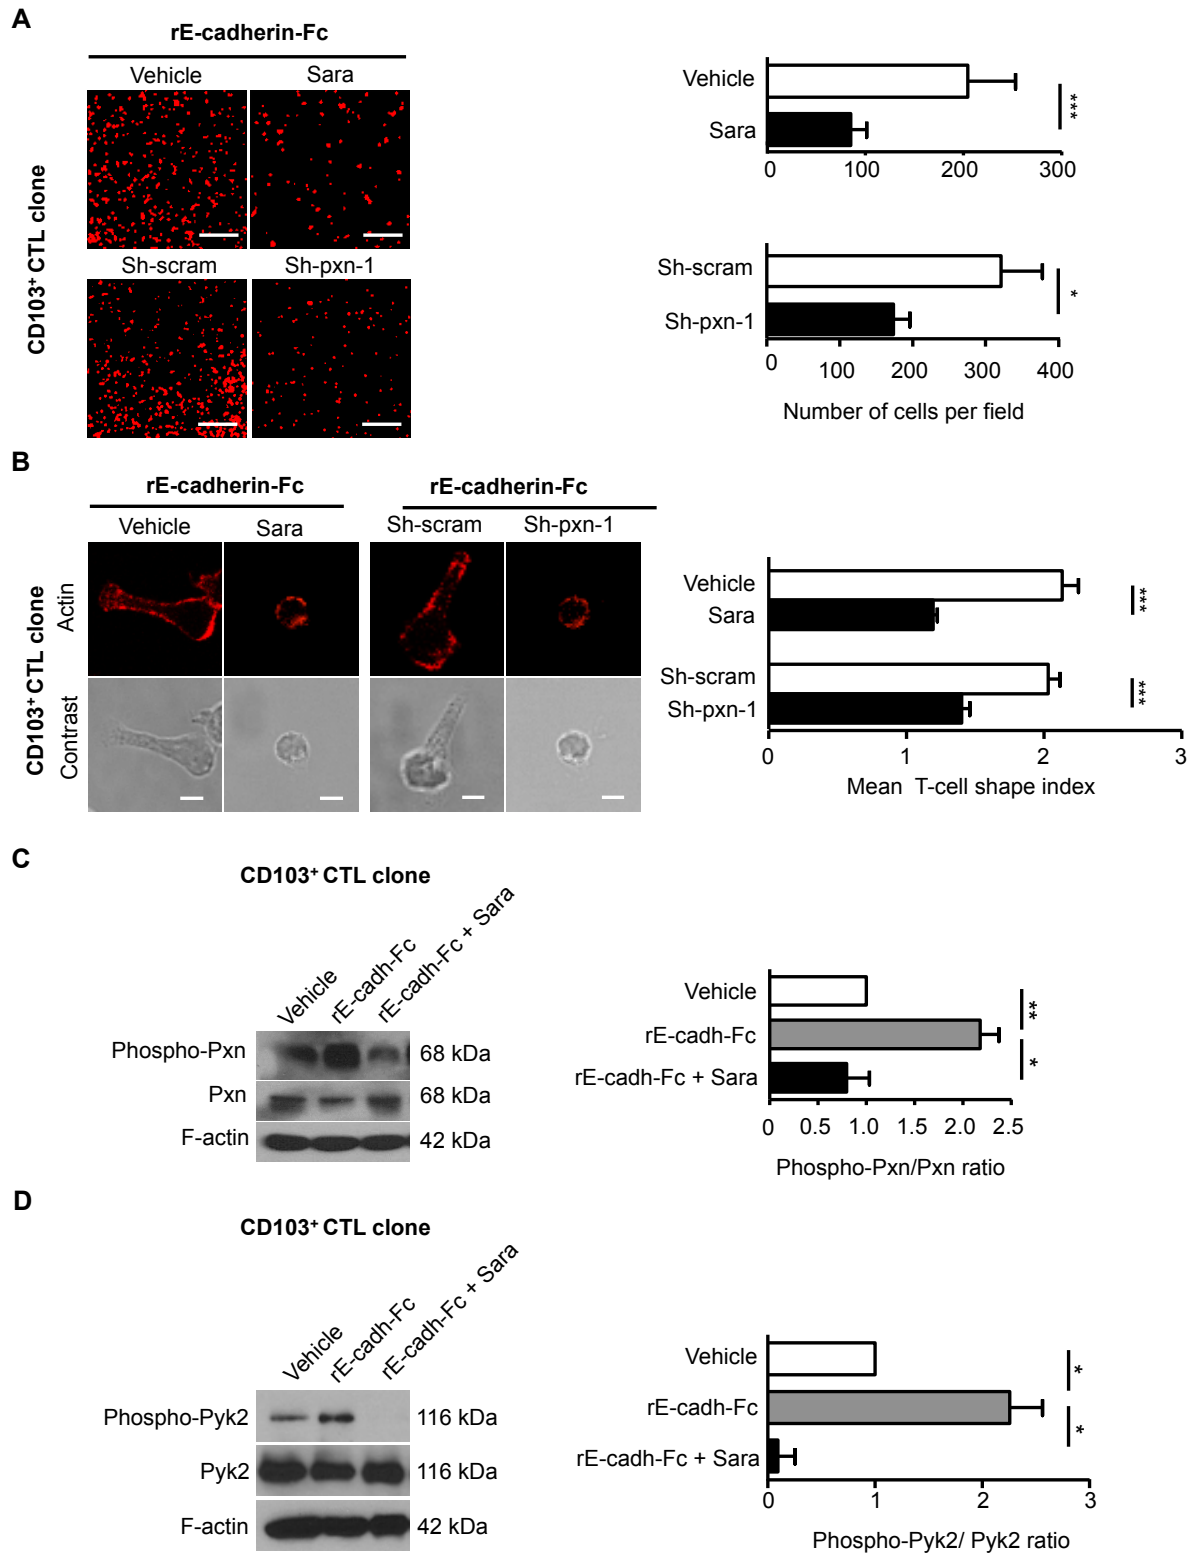 A
rE-cadherin-Fc
Vehicle Sara
Sh-scram Sh-pxn-1
CD103+ CTL clone
Vehicle
Sara
***
0 100 200 300
Sh-scram
Sh-pxn-1
*
0 100 200 300 400
Number of cells per field
B
rE-cadherin-Fc rE-cadherin-Fc
Vehicle Sara Sh-scram Sh-pxn-1
CD103+ CTL clone
Actin
Contrast
Vehicle
Sara
***
Sh-scram
Sh-pxn-1
***
0 1 2 3
Mean T-cell shape index
C
CD103+ CTL clone
Vehicle
rE-cadh-Fc
rE-cadh-Fc + Sara
Phospho-Pxn 68 kDa
Pxn 68 kDa
F-actin 42 kDa
Vehicle
rE-cadh-Fc
rE-cadh-Fc + Sara
**
*
0 0.5 1.0 1.5 2.0 2.5
Phospho-Pxn/Pxn ratio
D
CD103+ CTL clone
Vehicle
rE-cadh-Fc
rE-cadh-Fc + Sara
Phospho-Pyk2 116 kDa
Pyk2 116 kDa
F-actin 42 kDa
Vehicle
rE-cadh-Fc
rE-cadh-Fc + Sara
*
*
0 1 2 3
Phospho-Pyk2/ Pyk2 ratio